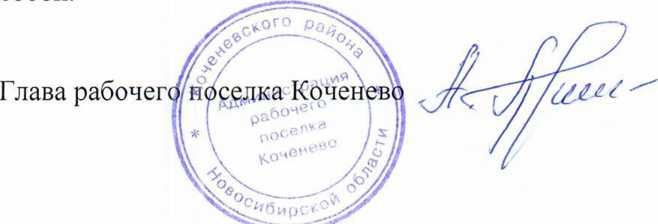 Глава рабочего поселка Коченево
* Коченевского района * Новосибирской области
Администрация
рабочего
поселка
Коченево